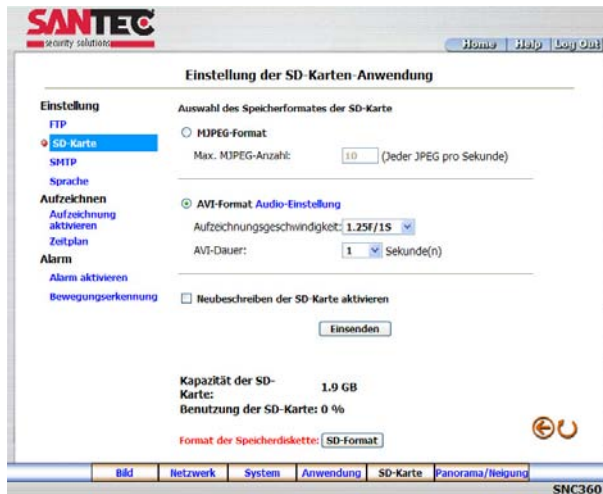 SANTEC
security solutions
Home | Help | Log Out
Einstellung der SD-Karten-Anwendung
Einstellung
FTP
SD-Karte
SMTP
Sprache
Aufzeichnen
Aufzeichnung
aktivieren
Zeitplan
Alarm
Alarm aktivieren
Bewegungserkennung
Auswahl des Speicherformates der SD-Karte
MJPEG-Format
Max. MJPEG-Anzahl: 10 (Jeder JPEG pro Sekunde)
AVI-Format Audio-Einstellung
Aufzeichnungsgeschwindigkeit: 1.25F/1S
AVI-Dauer: 1 Sekunde(n)
Neubeschreiben der SD-Karte aktivieren
Einsenden
Kapazität der SD-
Karte: 1.9 GB
Benutzung der SD-Karte: 0 %
Format der Speicherdiskette: SD-Format
Bild Netzwerk System Anwendung SD-Karte Panorama/Neigung
SNC360